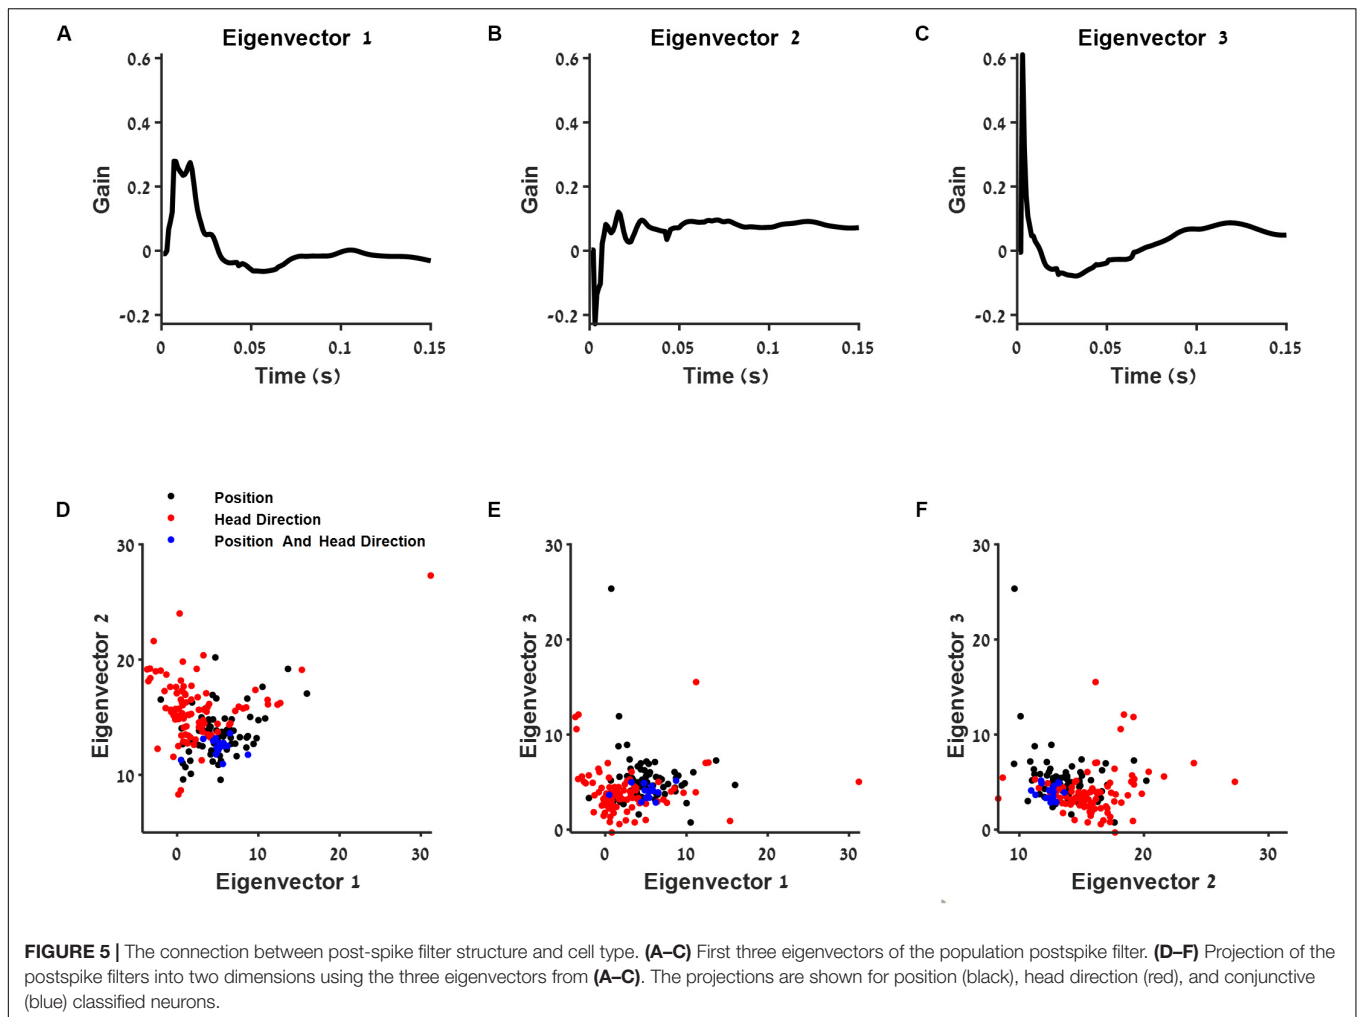 A
Eigenvector 1
B
Eigenvector 2
C
Eigenvector 3
0.6
0.4
0.2
0
-0.2
Gain
0
0.05
0.1
0.15
Time (s)
0.6
0.4
0.2
0
-0.2
Gain
0
0.05
0.1
0.15
Time (s)
0.6
0.4
0.2
0
-0.2
Gain
0
0.05
0.1
0.15
Time (s)
D
Position
Head Direction
Position And Head Direction
30
20
10
Eigenvector 2
0
10
20
30
Eigenvector 1
E
30
20
10
0
Eigenvector 3
0
10
20
30
Eigenvector 1
F
30
20
10
0
Eigenvector 3
10
20
30
Eigenvector 2
FIGURE 5 | The connection between post-spike filter structure and cell type. (A–C) First three eigenvectors of the population postspike filter. (D–F) Projection of the
postspike filters into two dimensions using the three eigenvectors from (A–C). The projections are shown for position (black), head direction (red), and conjunctive
(blue) classified neurons.